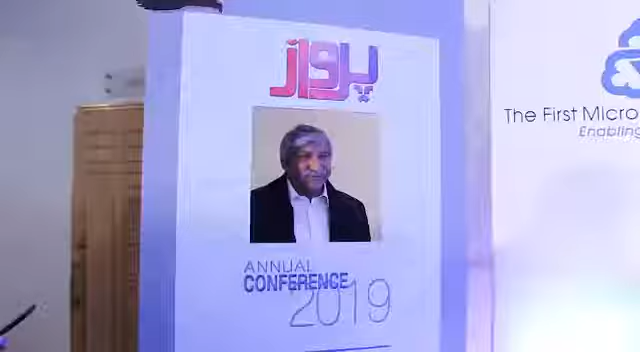 پرواز
ANNUAL
CONFERENCE
2019
The First Micro
Enabling